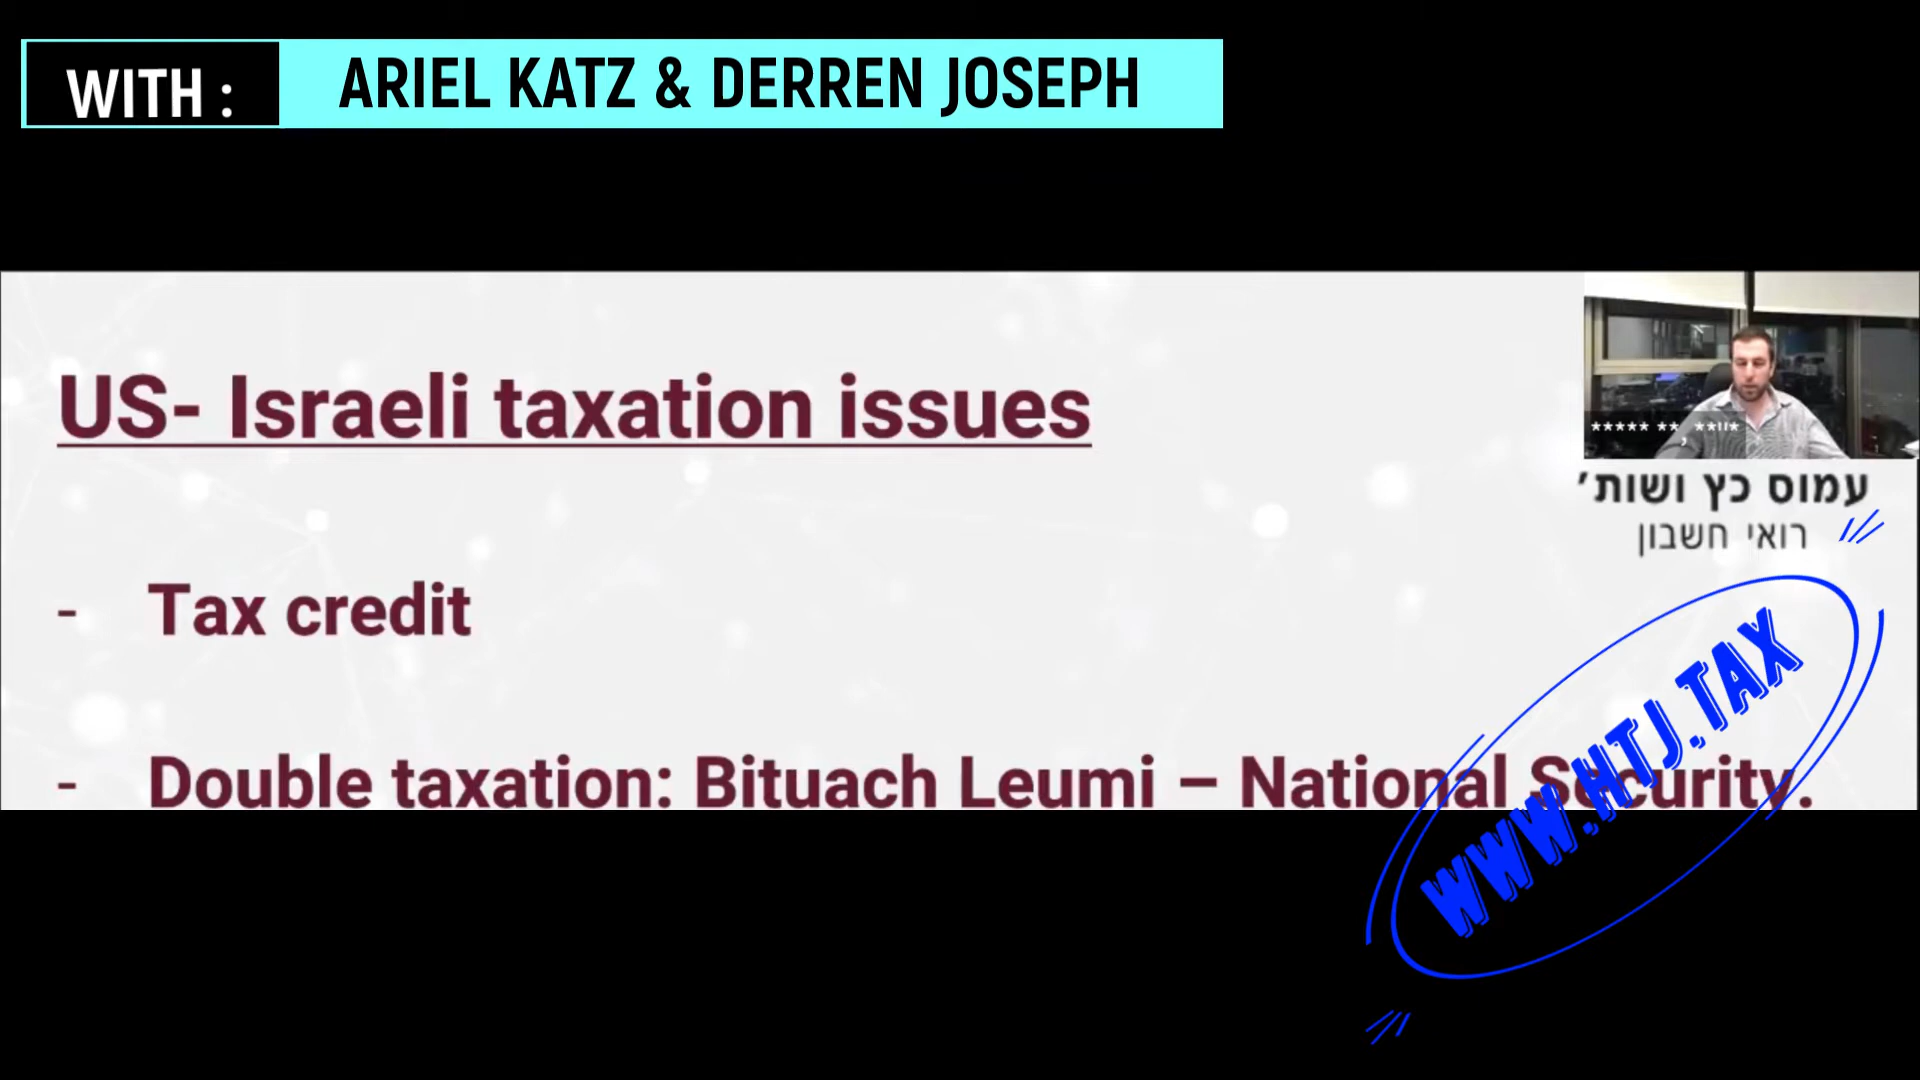 WITH :
ARIEL KATZ & DERREN JOSEPH
US- Israeli taxation issues
***** **, **װ*
עמוס כץ ושות׳
רואי חשבון
- Tax credit
- Double taxation: Bituach Leumi – National Security.
WWW.HTJ.TAX